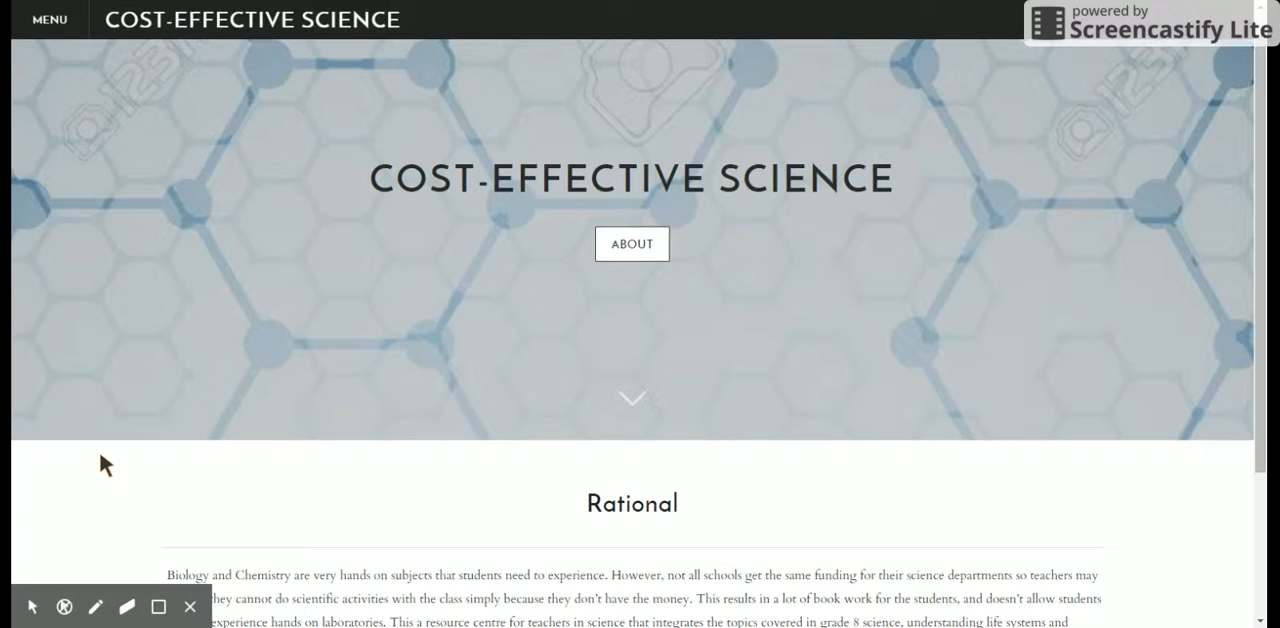 MENU
COST-EFFECTIVE SCIENCE
powered by
Screencastify Lite
COST-EFFECTIVE SCIENCE
ABOUT
Rational
Biology and Chemistry are very hands on subjects that students need to experience. However, not all schools get the same funding for their science departments so teachers may
they cannot do scientific activities with the class simply because they don't have the money. This results in a lot of book work for the students, and doesn't allow students
experience hands on laboratories. This a resource centre for teachers in science that integrates the topics covered in grade 8 science, understanding life systems and